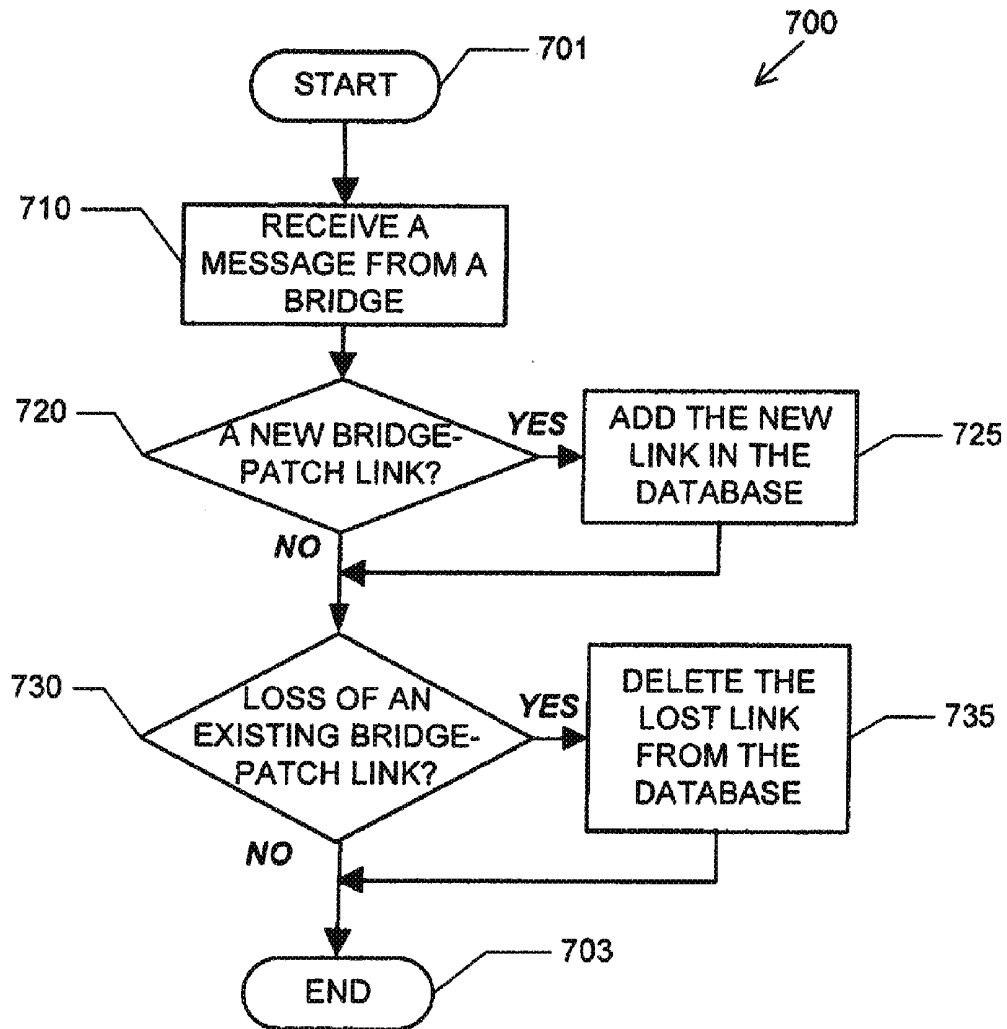 700
START
701
710
RECEIVE A
MESSAGE FROM A
BRIDGE
720
A NEW BRIDGE-
PATCH LINK?
YES
ADD THE NEW
LINK IN THE
DATABASE
725
NO
730
LOSS OF AN
EXISTING BRIDGE-
PATCH LINK?
YES
DELETE THE
LOST LINK
FROM THE
DATABASE
735
NO
END
703